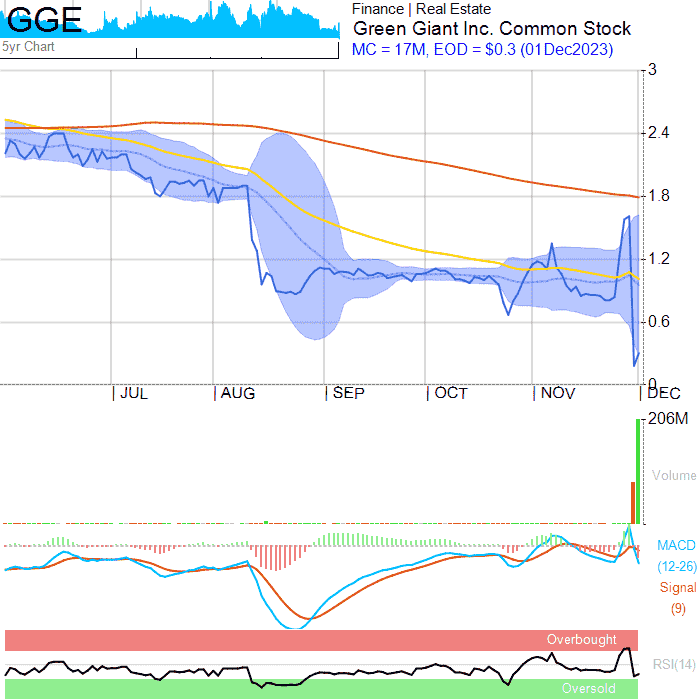 GGE
5yr Chart
Finance | Real Estate
Green Giant Inc. Common Stock
MC = 17M, EOD = $0.3 (01Dec2023)
3
2.4
1.8
1.2
0.6
0
JUL
AUG
SEP
OCT
NOV
DEC
206M
Volume
MACD
(12-26)
Signal
(9)
Overbought
RSI(14)
Oversold